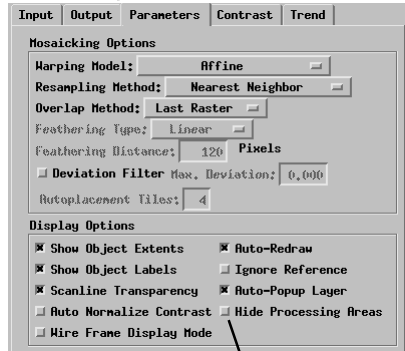 Input Output Parameters Contrast Trend
Mosaicking Options
Warping Model: Affine
Resampling Method: Nearest Neighbor
Overlap Method: Last Raster
Feathering Type: Linear
Feathering Distance: 120 Pixels
Deviation Filter Max. Deviation: 0.000
Autoplacement Tiles: 4
Display Options
Show Object Extents Auto-Redraw
Show Object Labels Ignore Reference
Scanline Transparency Auto-Popup Layer
Auto Normalize Contrast Hide Processing Areas
Wire Frame Display Mode